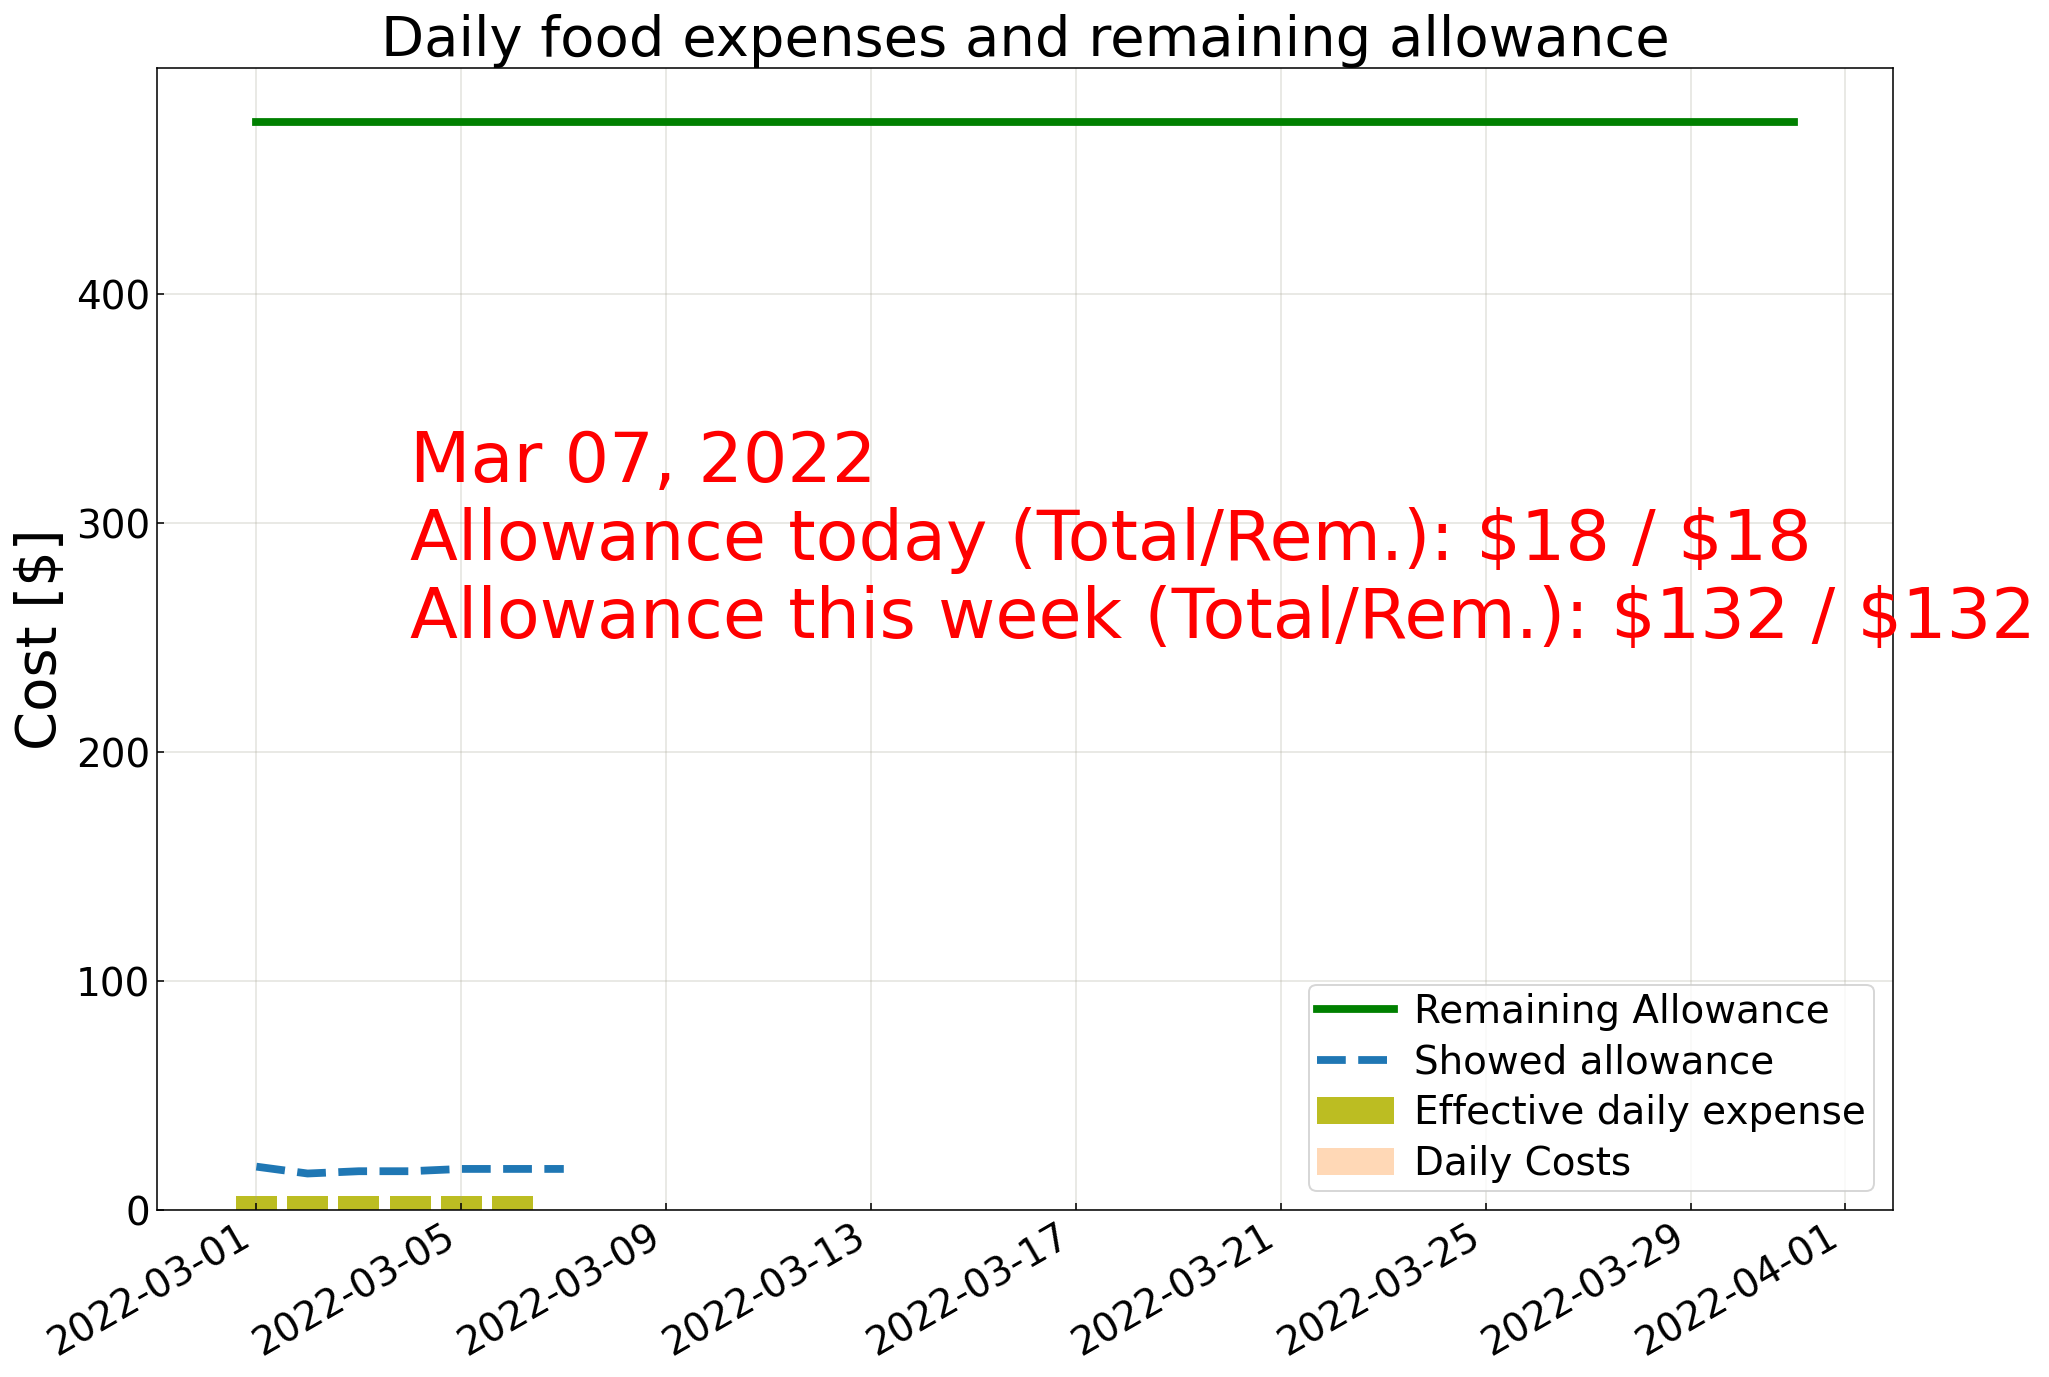 Daily food expenses and remaining allowance
Cost [$]
400
300
200
100
0
Mar 07, 2022
Allowance today (Total/Rem.): $18 / $18
Allowance this week (Total/Rem.): $132 / $132
Remaining Allowance
Showed allowance
Effective daily expense
Daily Costs
2022-03-01
2022-03-05
2022-03-09
2022-03-13
2022-03-17
2022-03-21
2022-03-25
2022-03-29
2022-04-01